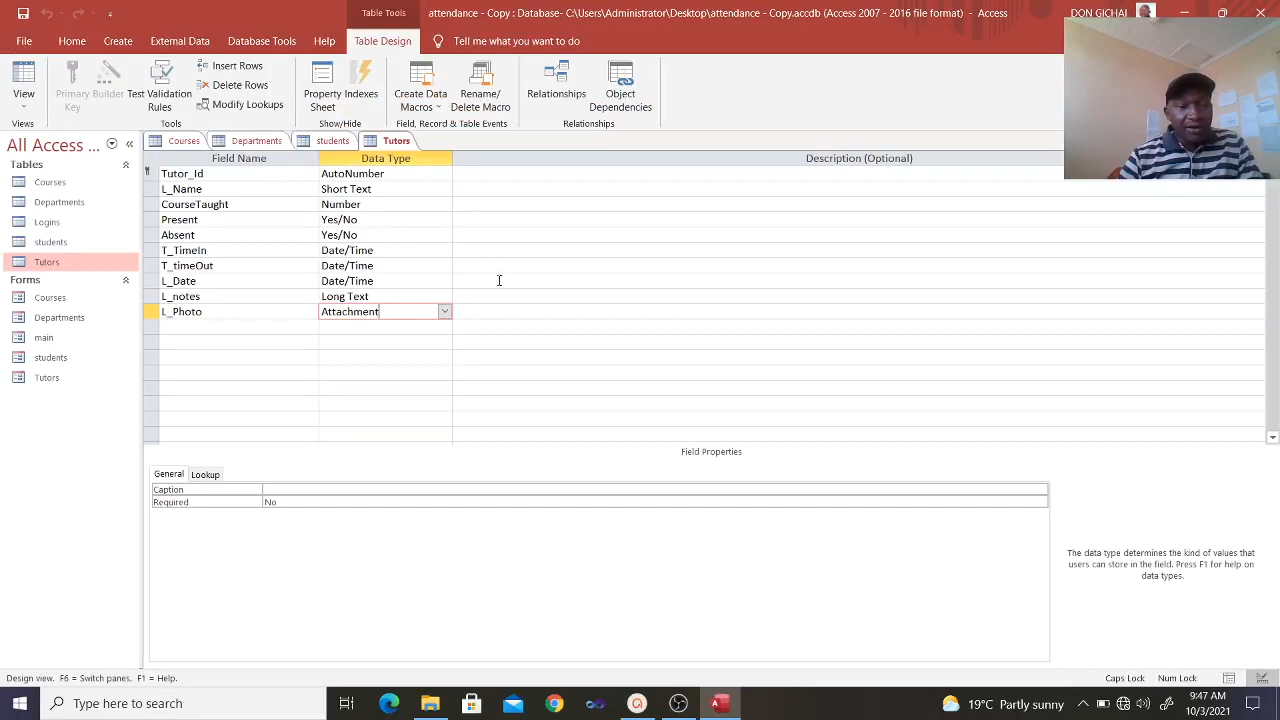 Table Tools
attendance - Copy : Database- C:\Users\Administrator\Desktop\attendance - Copy.accdb (Access 2007 - 2016 file format) - Access
DON GICHAI
File Home Create External Data Database Tools Help Table Design Tell me what you want to do
View
Primary Key
Builder
Test Validation Rules
Insert Rows
Delete Rows
Modify Lookups
Property Sheet
Indexes
Create Data Macros
Rename/ Delete Macro
Relationships
Object Dependencies
Views
Tools
Show/Hide
Field, Record & Table Events
Relationships
All Access ...
Tables
Courses
Departments
Logins
students
Tutors
Forms
Courses
Departments
main
students
Tutors
Courses Departments students Tutors
Field Name Data Type Description (Optional)
Tutor_Id AutoNumber
L_Name Short Text
CourseTaught Number
Present Yes/No
Absent Yes/No
T_TimeIn Date/Time
T_timeOut Date/Time
L_Date Date/Time
L_notes Long Text
L_Photo Attachment
Field Properties
General Lookup
Caption
Required No
The data type determines the kind of values that
users can store in the field. Press F1 for help on
data types.
Design view. F6 = Switch panes. F1 = Help.
Caps Lock Num Lock
Type here to search
19°C Partly sunny
9:47 AM
10/3/2021